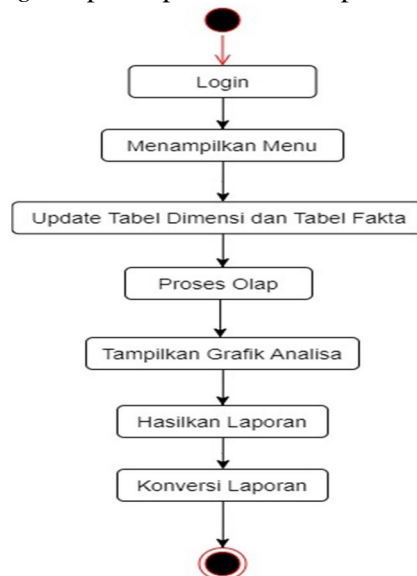 Login
Menampilkan Menu
Update Tabel Dimensi dan Tabel Fakta
Proses Olap
Tampilkan Grafik Analisa
Hasilkan Laporan
Konversi Laporan